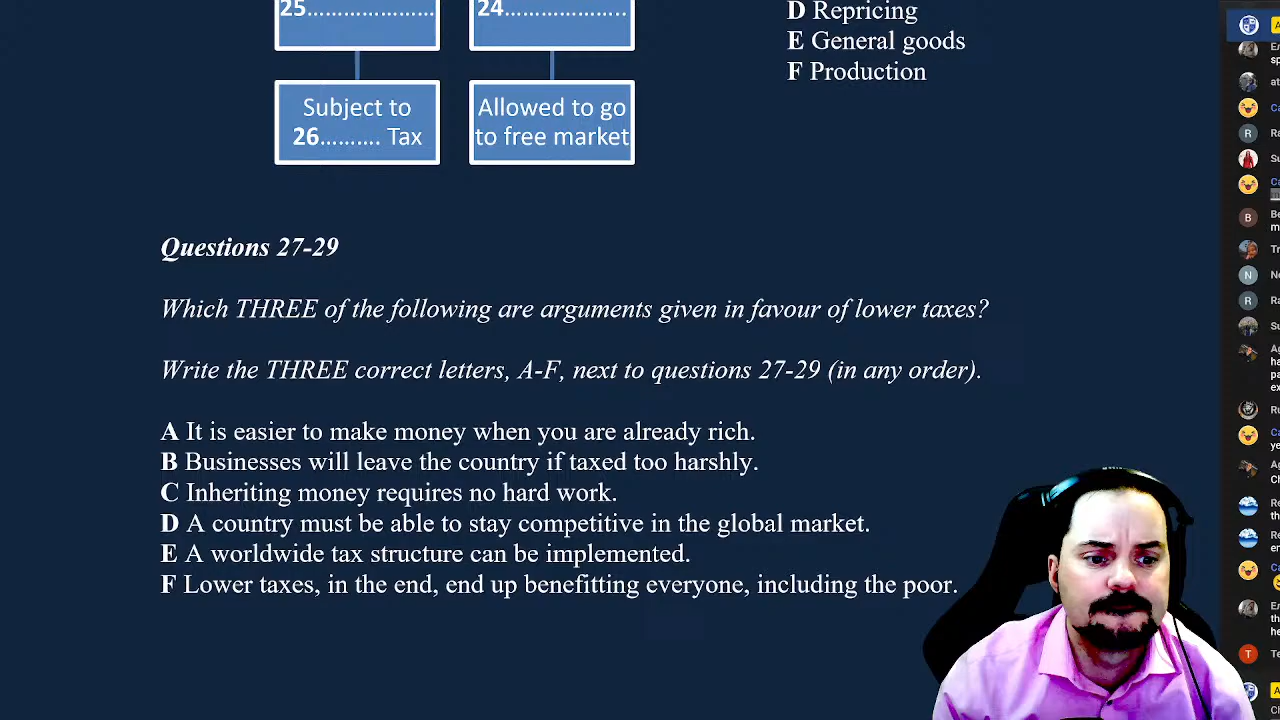 25......................
24....................
D Repricing
E General goods
F Production
Subject to
26.......... Tax
Allowed to go
to free market
Questions 27-29
Which THREE of the following are arguments given in favour of lower taxes?
Write the THREE correct letters, A-F, next to questions 27-29 (in any order).
A It is easier to make money when you are already rich.
B Businesses will leave the country if taxed too harshly.
C Inheriting money requires no hard work.
D A country must be able to stay competitive in the global market.
E A worldwide tax structure can be implemented.
F Lower taxes, in the end, end up benefitting everyone, including the poor.